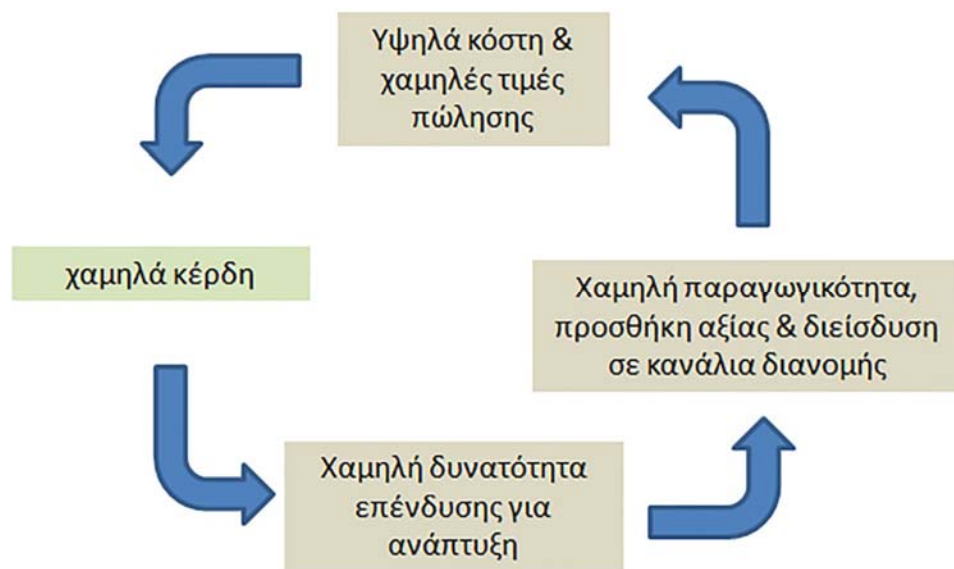 Υψηλά κόστη &
χαμηλές τιμές
πώλησης
χαμηλά κέρδη
Χαμηλή παραγωγικότητα,
προσθήκη αξίας & διείσδυση
σε κανάλια διανομής
Χαμηλή δυνατότητα
επένδυσης για
ανάπτυξη